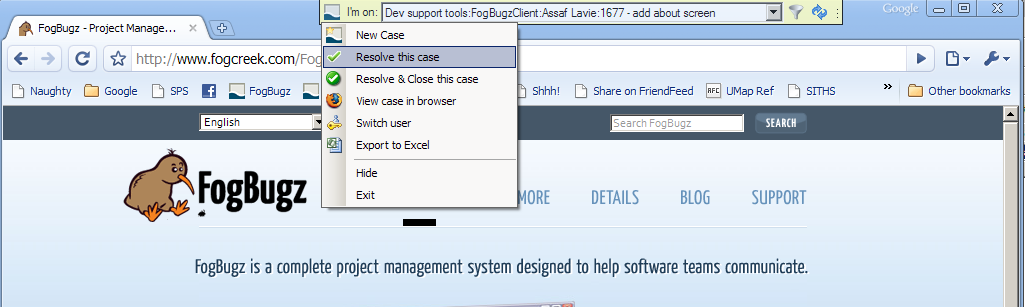 I'm on: Dev support tools:FogBugzClient:Assaf Lavie:1677 - add about screen
Google
FogBugz - Project Manage...
New Case
Resolve this case
Resolve & Close this case
View case in browser
Switch user
Export to Excel
Hide
Exit
http://www.fogcreek.com/Fog
Naughty Google SPS FogBugz Shhh! Share on FriendFeed RFC UMap Ref SITHS » Other bookmarks
English Search FogBugz SEARCH
FogBugz MORE DETAILS BLOG SUPPORT
FogBugz is a complete project management system designed to help software teams communicate.